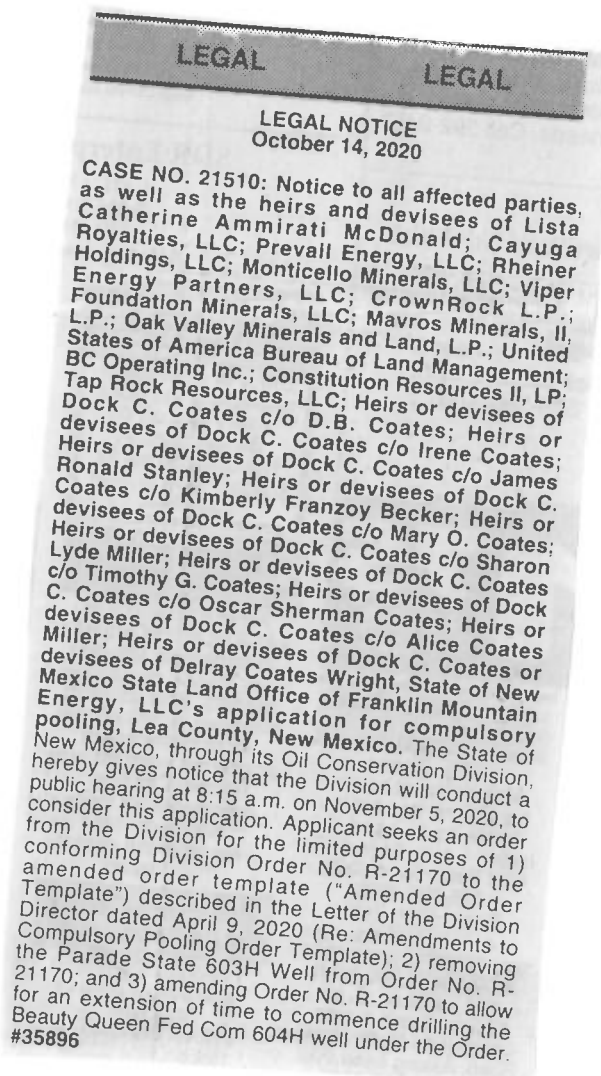 LEGAL LEGAL
LEGAL NOTICE
October 14, 2020
CASE NO. 21510: Notice to all affected parties,
as well as the heirs and devisees of Lista
Catherine Ammirati McDonald; Cayuga
Royalties, LLC; Prevail Energy, LLC; Rheiner
Holdings, LLC; Monticello Minerals, LLC; Viper
Energy Partners, LLC; CrownRock L.P.;
Foundation Minerals, LLC; Mavros Minerals, II,
L.P.; Oak Valley Minerals and Land, L.P.; United
States of America Bureau of Land Management;
BC Operating Inc.; Constitution Resources II, LP;
Tap Rock Resources, LLC; Heirs or devisees of
Dock C. Coates c/o D.B. Coates; Heirs or
devisees of Dock C. Coates c/o Irene Coates;
Heirs or devisees of Dock C. Coates c/o James
Ronald Stanley; Heirs or devisees of Dock C.
Coates c/o Kimberly Franzoy Becker; Heirs or
devisees of Dock C. Coates c/o Mary O. Coates;
Heirs or devisees of Dock C. Coates c/o Sharon
Lyde Miller; Heirs or devisees of Dock C. Coates
c/o Timothy G. Coates; Heirs or devisees of Dock
C. Coates c/o Oscar Sherman Coates; Heirs or
devisees of Dock C. Coates c/o Alice Coates
Miller; Heirs or devisees of Dock C. Coates or
devisees of Delray Coates Wright, State of New
Mexico State Land Office of Franklin Mountain
Energy, LLC's application for compulsory
pooling, Lea County, New Mexico. The State of
New Mexico, through its Oil Conservation Division,
hereby gives notice that the Division will conduct a
public hearing at 8:15 a.m. on November 5, 2020, to
consider this application. Applicant seeks an order
from the Division for the limited purposes of 1)
conforming Division Order No. R-21170 to the
amended order template ("Amended Order
Template") described in the Letter of the Division
Director dated April 9, 2020 (Re: Amendments to
Compulsory Pooling Order Template); 2) removing
the Parade State 603H Well from Order No. R-
21170; and 3) amending Order No. R-21170 to allow
for an extension of time to commence drilling the
Beauty Queen Fed Com 604H well under the Order.
#35896